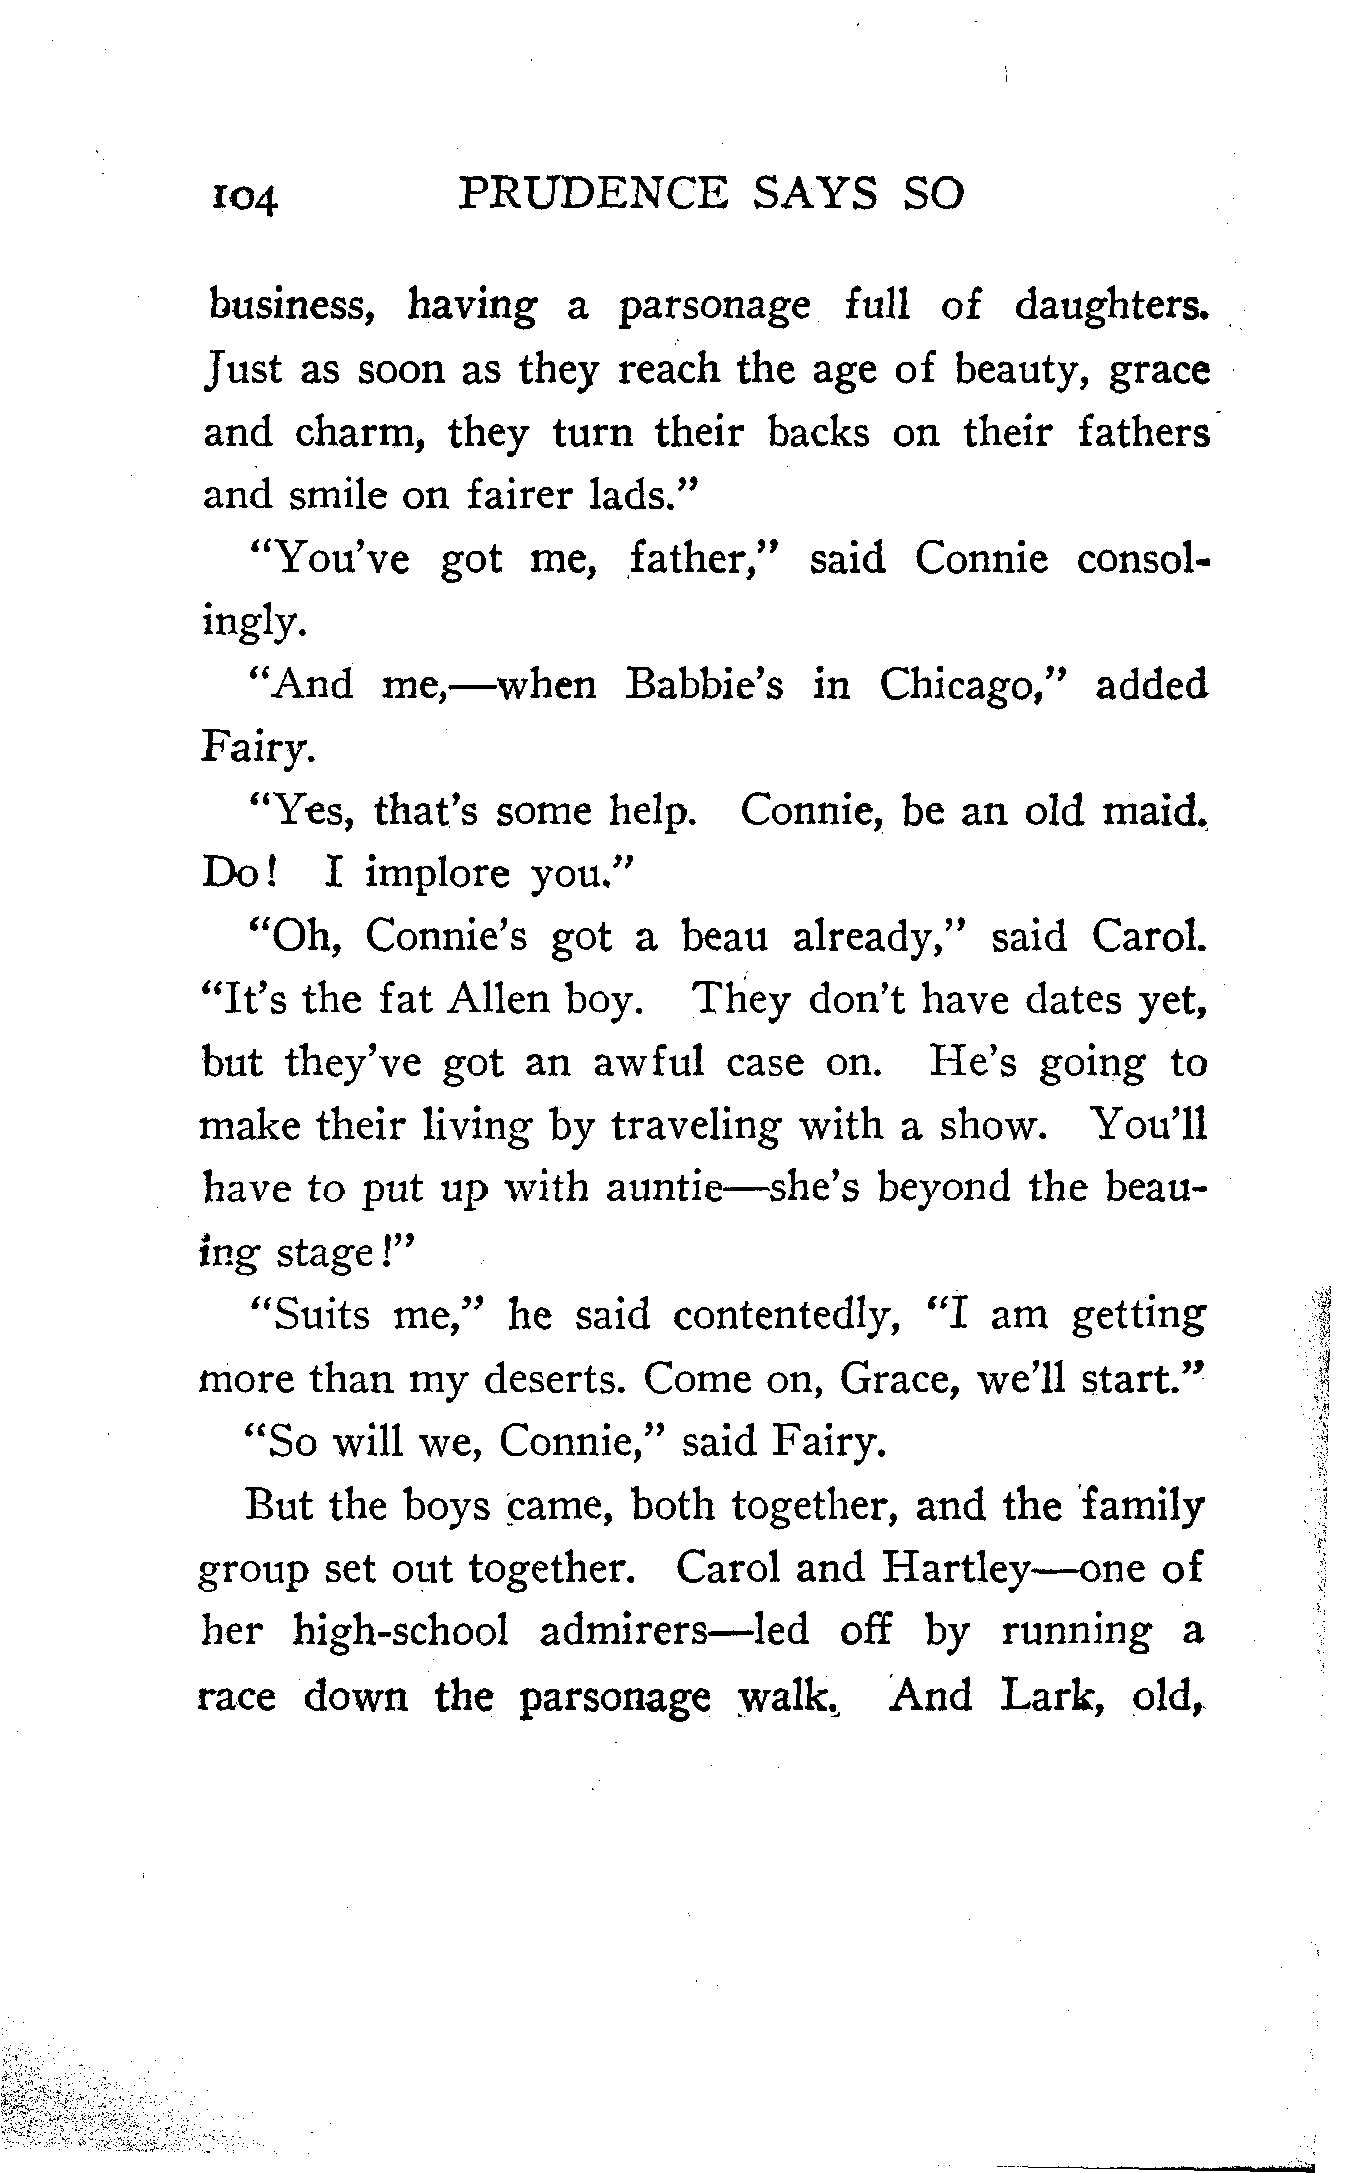 104 PRUDENCE SAYS SO
business, having a parsonage full of daughters.
Just as soon as they reach the age of beauty, grace
and charm, they turn their backs on their fathers
and smile on fairer lads."
"You've got me, father," said Connie consol-
ingly.
"And me,—when Babbie's in Chicago," added
Fairy.
"Yes, that's some help. Connie, be an old maid.
Do! I implore you."
"Oh, Connie's got a beau already," said Carol.
"It's the fat Allen boy. They don't have dates yet,
but they've got an awful case on. He's going to
make their living by traveling with a show. You'll
have to put up with auntie—she's beyond the beau-
ing stage!"
"Suits me," he said contentedly, "I am getting
more than my deserts. Come on, Grace, we'll start."
"So will we, Connie," said Fairy.
But the boys came, both together, and the family
group set out together. Carol and Hartley—one of
her high-school admirers—led off by running a
race down the parsonage walk. And Lark, old,